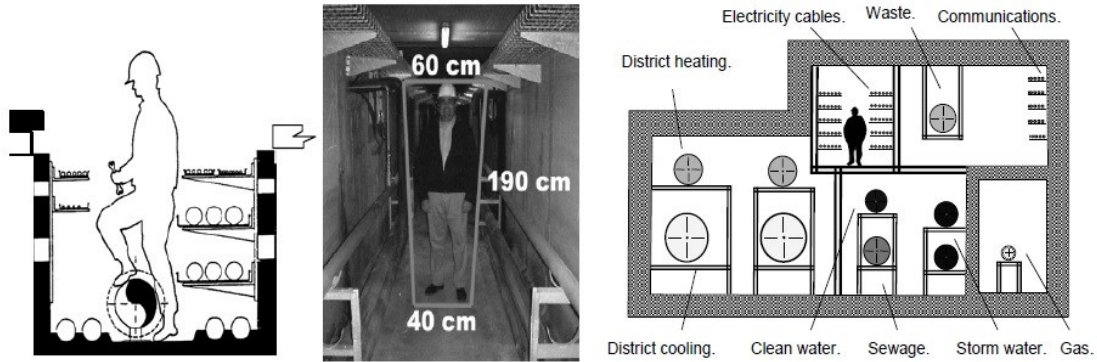 60 cm
190 cm
40 cm
Electricity cables.
Waste.
Communications.
District heating.
District cooling.
Clean water.
Sewage.
Storm water.
Gas.